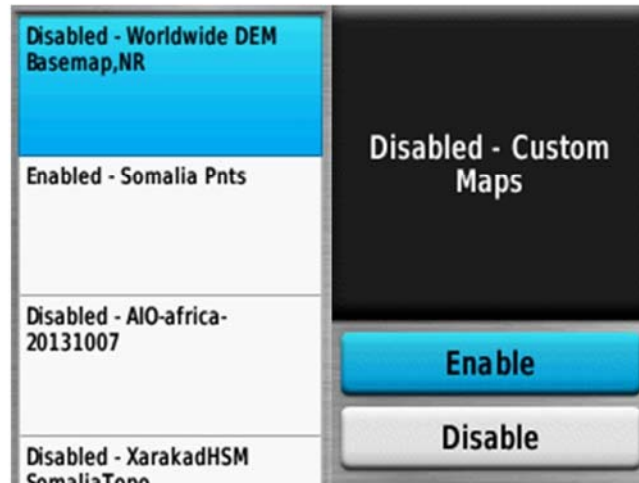 Disabled - Worldwide DEM
Basemap,NR
Enabled - Somalia Pnts
Disabled - AIO-africa-
20131007
Disabled - XarakadHSM
SomaliaTopo
Disabled - Custom
Maps
Enable
Disable